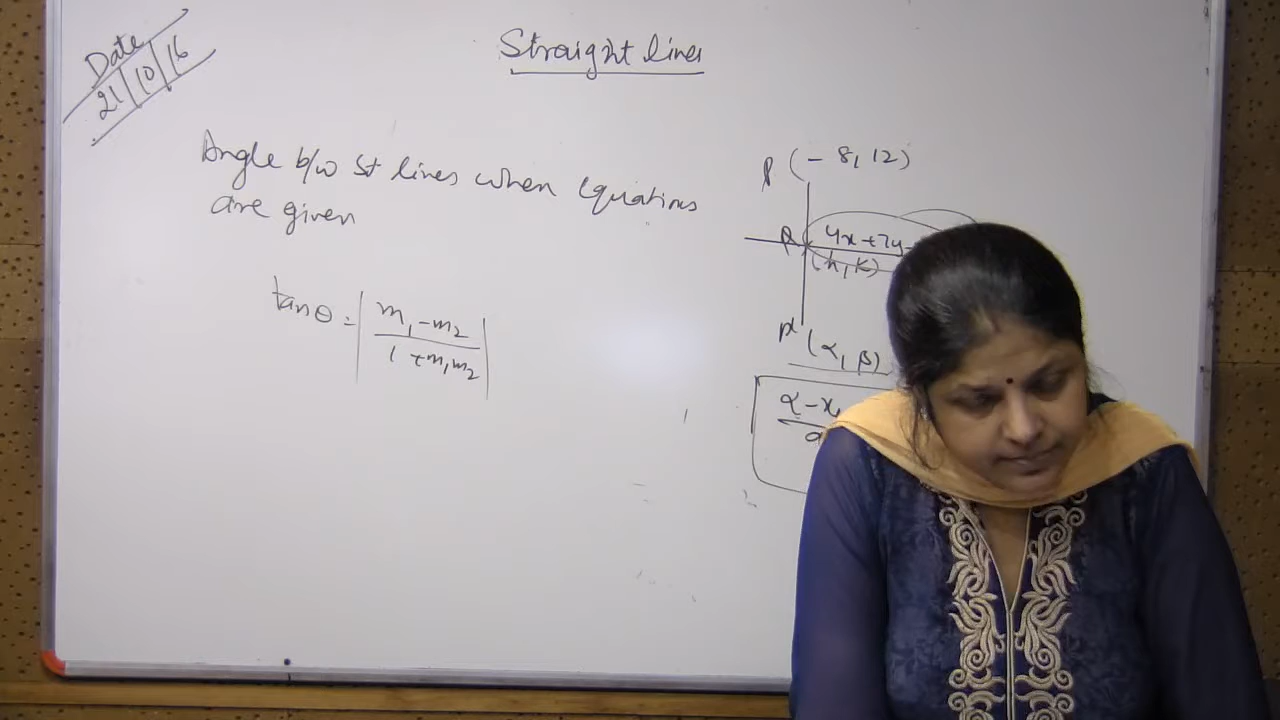 Date
21/10/16
Straight lines
Angle b/w St lines when Equations
are given
tanθ = | m₁-m₂ / 1+m₁m₂ |
P (-8, 12)
Q 4x+7y
(h, k)
P' (α, β)
α-x₁
a